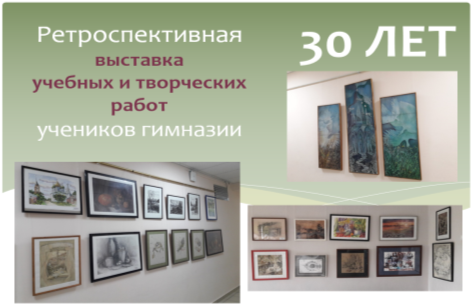 Ретроспективная
выставка
учебных и творческих
работ
учеников гимназии
30 ЛЕТ